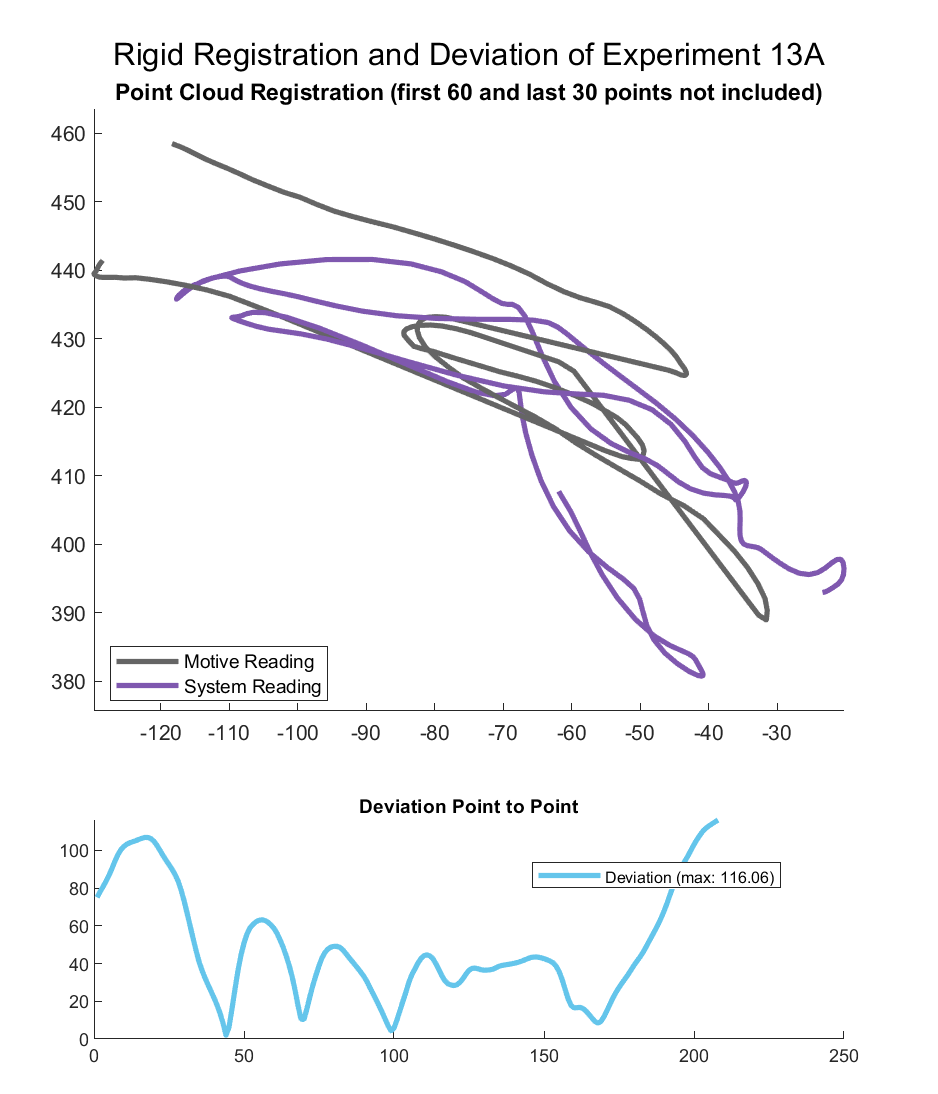 Rigid Registration and Deviation of Experiment 13A
Point Cloud Registration (first 60 and last 30 points not included)
460
450
440
430
420
410
400
390
380
Motive Reading
System Reading
-120 -110 -100 -90 -80 -70 -60 -50 -40 -30
Deviation Point to Point
100
80
60
40
20
0
Deviation (max: 116.06)
0 50 100 150 200 250